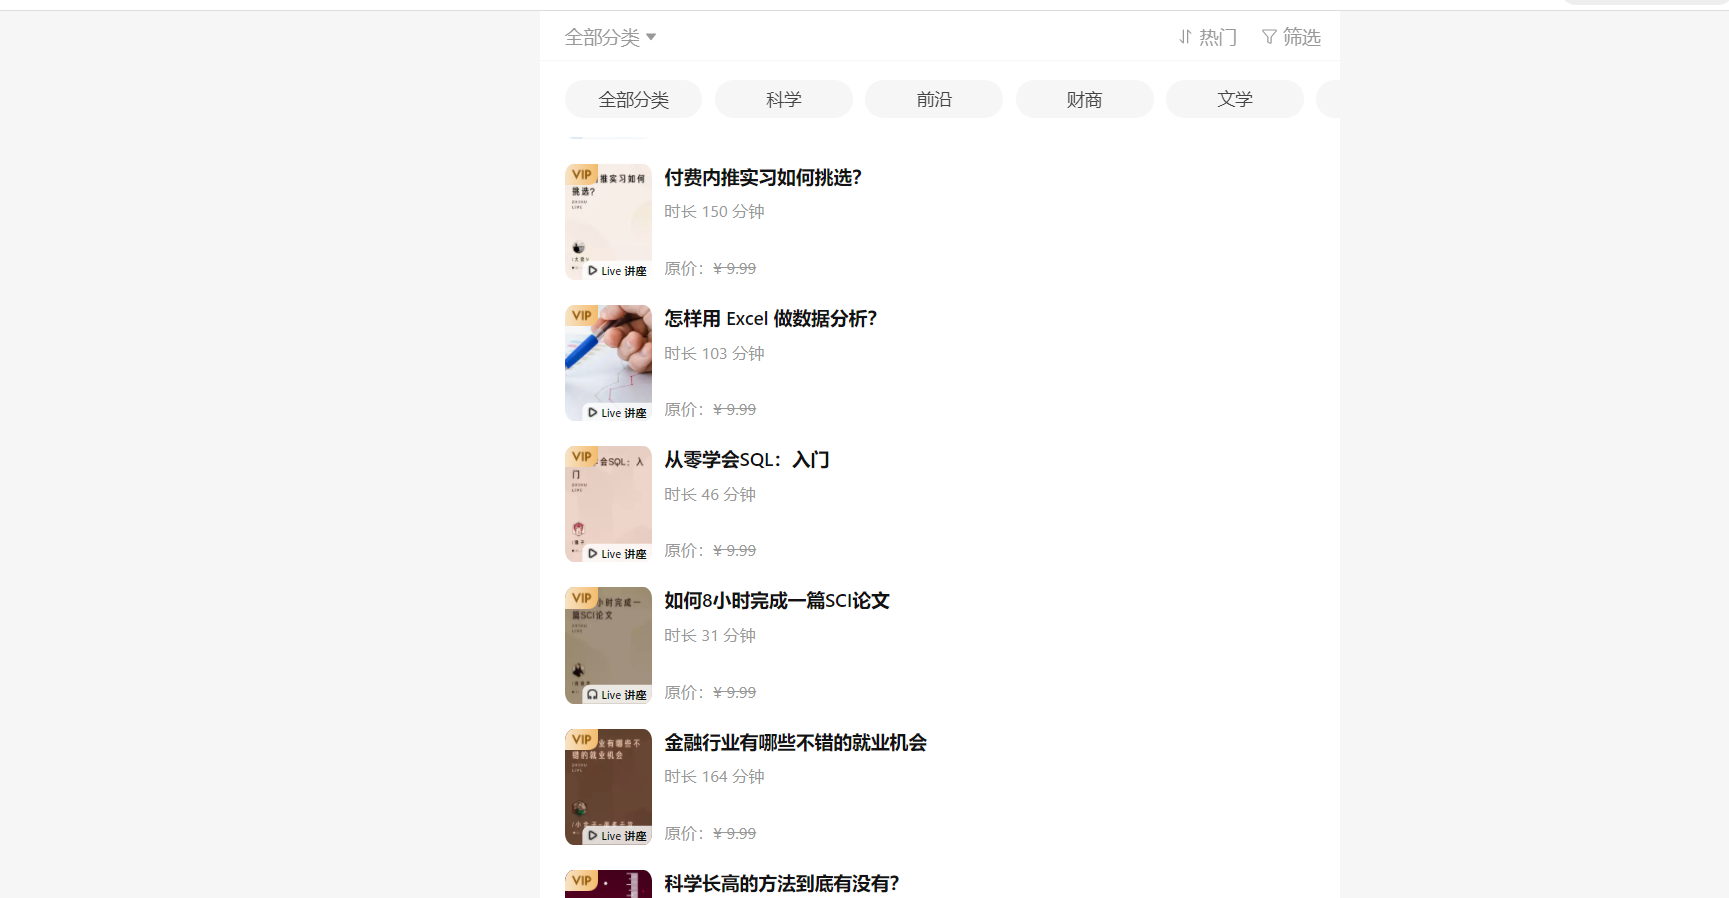 全部分类
热门
筛选
全部分类
科学
前沿
财商
文学
VIP
推实习如何
挑选?
Live 讲座
付费内推实习如何挑选?
时长 150 分钟
原价: ¥ 9.99
VIP
Live 讲座
怎样用 Excel 做数据分析?
时长 103 分钟
原价: ¥ 9.99
VIP
学会SQL: 入
门
Live 讲座
从零学会SQL: 入门
时长 46 分钟
原价: ¥ 9.99
VIP
小时完成一
篇SCI论文
Live 讲座
如何8小时完成一篇SCI论文
时长 31 分钟
原价: ¥ 9.99
VIP
业有哪些不
错的就业机会
Live 讲座
金融行业有哪些不错的就业机会
时长 164 分钟
原价: ¥ 9.99
VIP
科学长高的方法到底有没有?